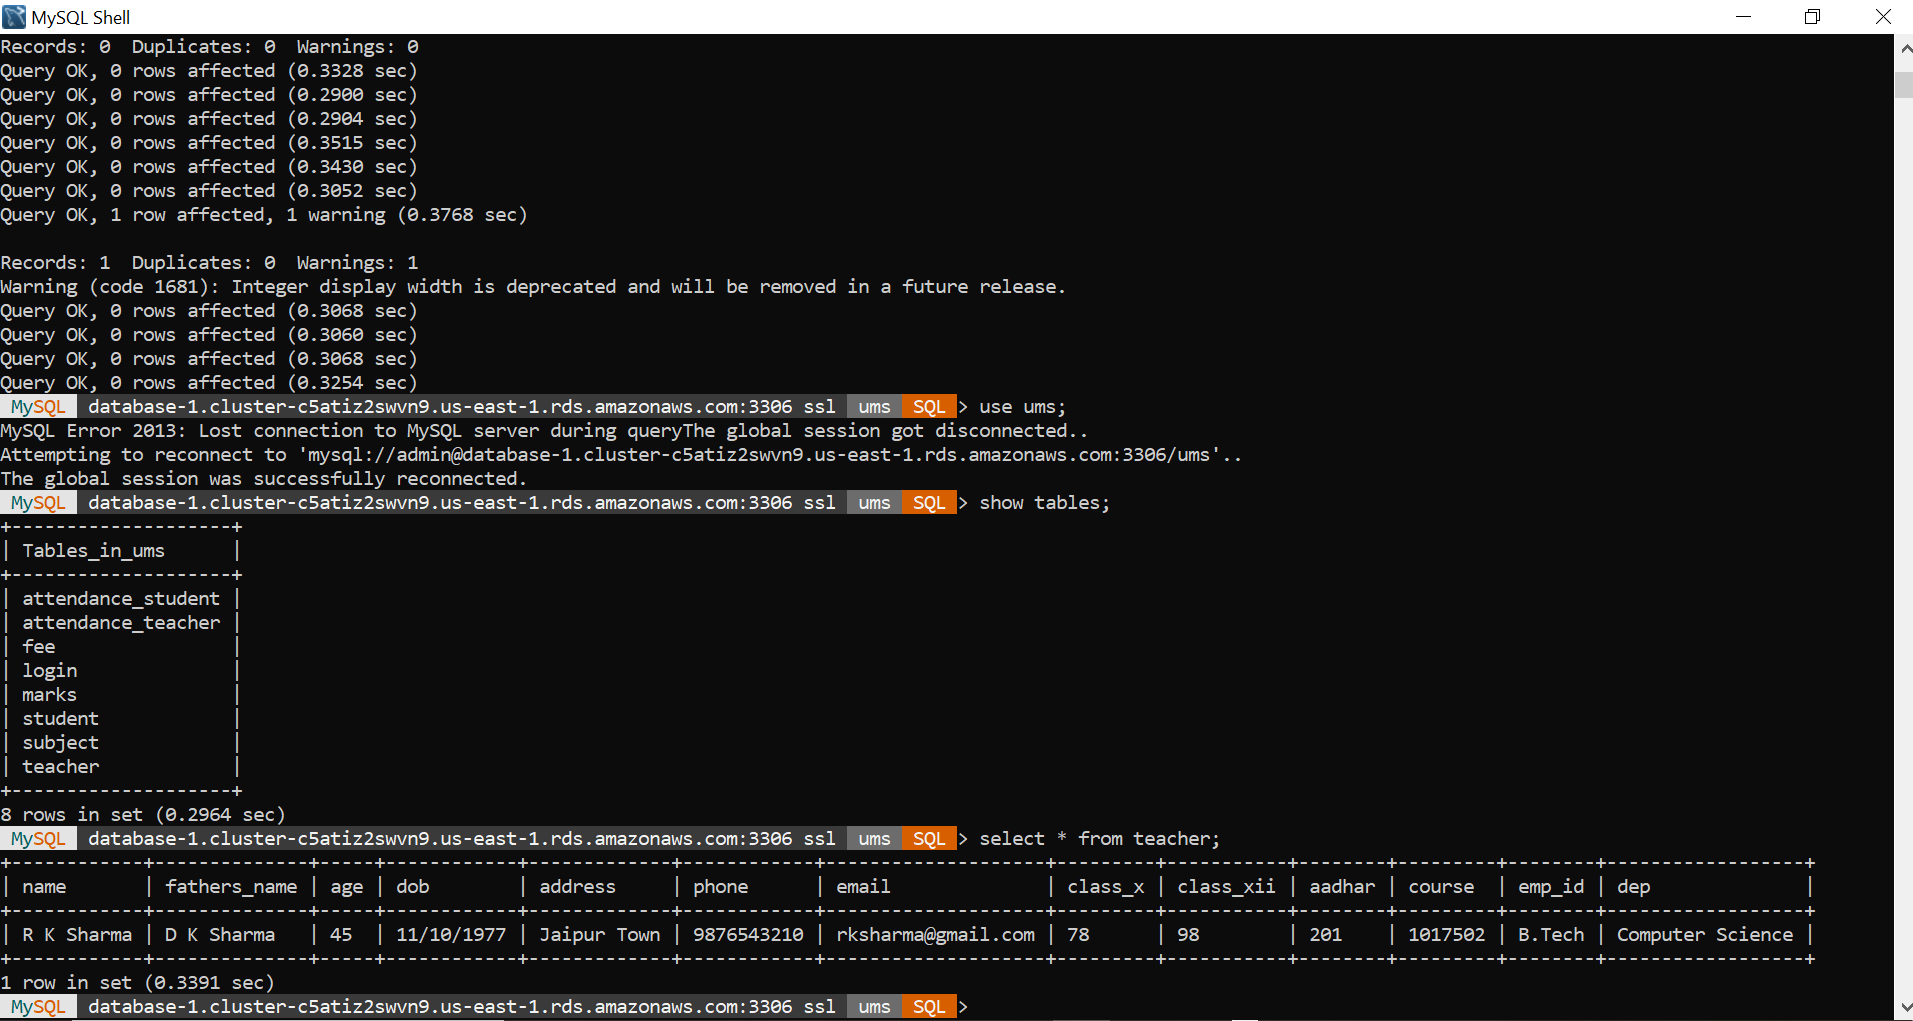 MySQL Shell
Records: 0  Duplicates: 0  Warnings: 0
Query OK, 0 rows affected (0.3328 sec)
Query OK, 0 rows affected (0.2900 sec)
Query OK, 0 rows affected (0.2904 sec)
Query OK, 0 rows affected (0.3515 sec)
Query OK, 0 rows affected (0.3430 sec)
Query OK, 0 rows affected (0.3052 sec)
Query OK, 1 row affected, 1 warning (0.3768 sec)
Records: 1  Duplicates: 0  Warnings: 1
Warning (code 1681): Integer display width is deprecated and will be removed in a future release.
Query OK, 0 rows affected (0.3068 sec)
Query OK, 0 rows affected (0.3060 sec)
Query OK, 0 rows affected (0.3068 sec)
Query OK, 0 rows affected (0.3254 sec)
MySQL  database-1.cluster-c5atiz2swvn9.us-east-1.rds.amazonaws.com:3306 ssl  ums  SQL > use ums;
MySQL Error 2013: Lost connection to MySQL server during queryThe global session got disconnected..
Attempting to reconnect to 'mysql://admin@database-1.cluster-c5atiz2swvn9.us-east-1.rds.amazonaws.com:3306/ums'..
The global session was successfully reconnected.
MySQL  database-1.cluster-c5atiz2swvn9.us-east-1.rds.amazonaws.com:3306 ssl  ums  SQL > show tables;
+--------------------+
| Tables_in_ums      |
+--------------------+
| attendance_student |
| attendance_teacher |
| fee                |
| login              |
| marks              |
| student            |
| subject            |
| teacher            |
+--------------------+
8 rows in set (0.2964 sec)
MySQL  database-1.cluster-c5atiz2swvn9.us-east-1.rds.amazonaws.com:3306 ssl  ums  SQL > select * from teacher;
+------------+--------------+-----+------------+-------------+------------+--------------------+---------+-----------+--------+---------+--------+------------------+
| name       | fathers_name | age | dob        | address     | phone      | email              | class_x | class_xii | aadhar | course  | emp_id | dep              |
+------------+--------------+-----+------------+-------------+------------+--------------------+---------+-----------+--------+---------+--------+------------------+
| R K Sharma | D K Sharma   | 45  | 11/10/1977 | Jaipur Town | 9876543210 | rksharma@gmail.com | 78      | 98        | 201    | 1017502 | B.Tech | Computer Science |
+------------+--------------+-----+------------+-------------+------------+--------------------+---------+-----------+--------+---------+--------+------------------+
1 row in set (0.3391 sec)
MySQL  database-1.cluster-c5atiz2swvn9.us-east-1.rds.amazonaws.com:3306 ssl  ums  SQL >